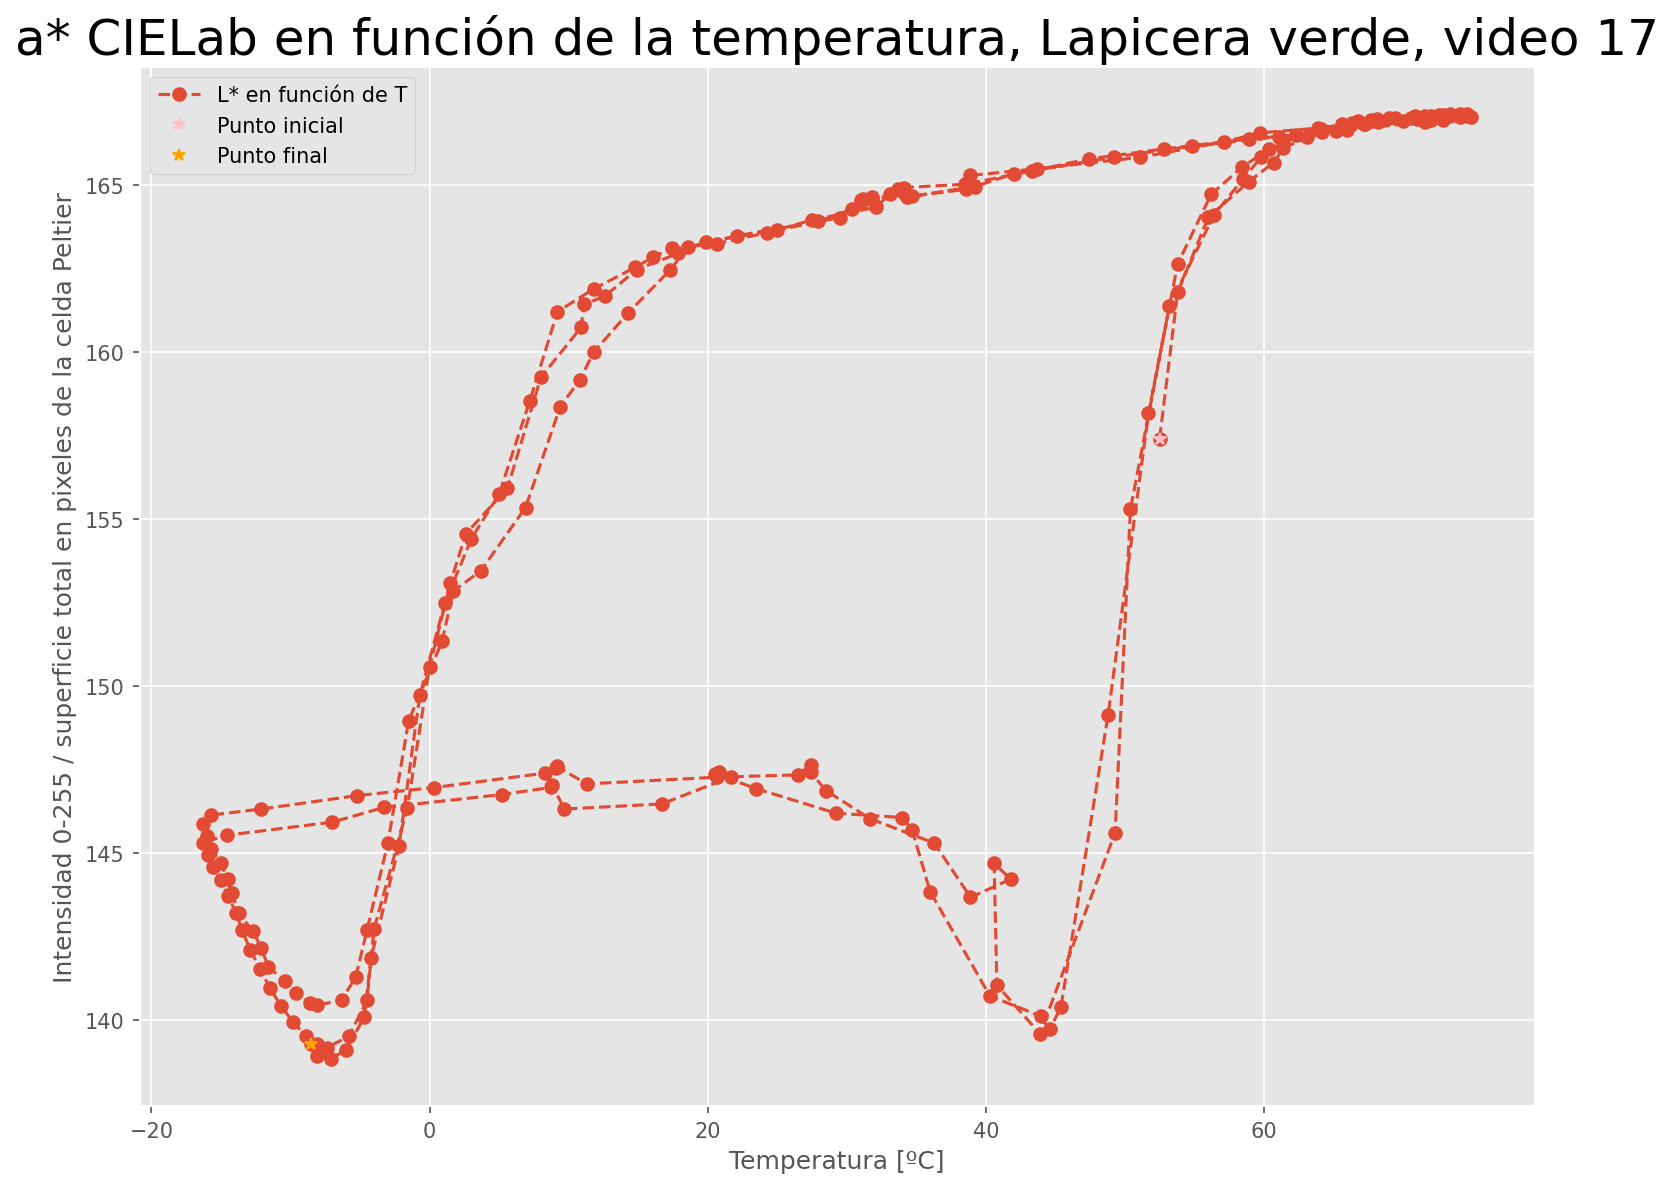 a* CIELab en función de la temperatura, Lapicera verde, video 17
L* en función de T
Punto inicial
Punto final
Intensidad 0-255 / superficie total en pixeles de la celda Peltier
165
160
155
150
145
140
−20
0
20
40
60
Temperatura [ºC]